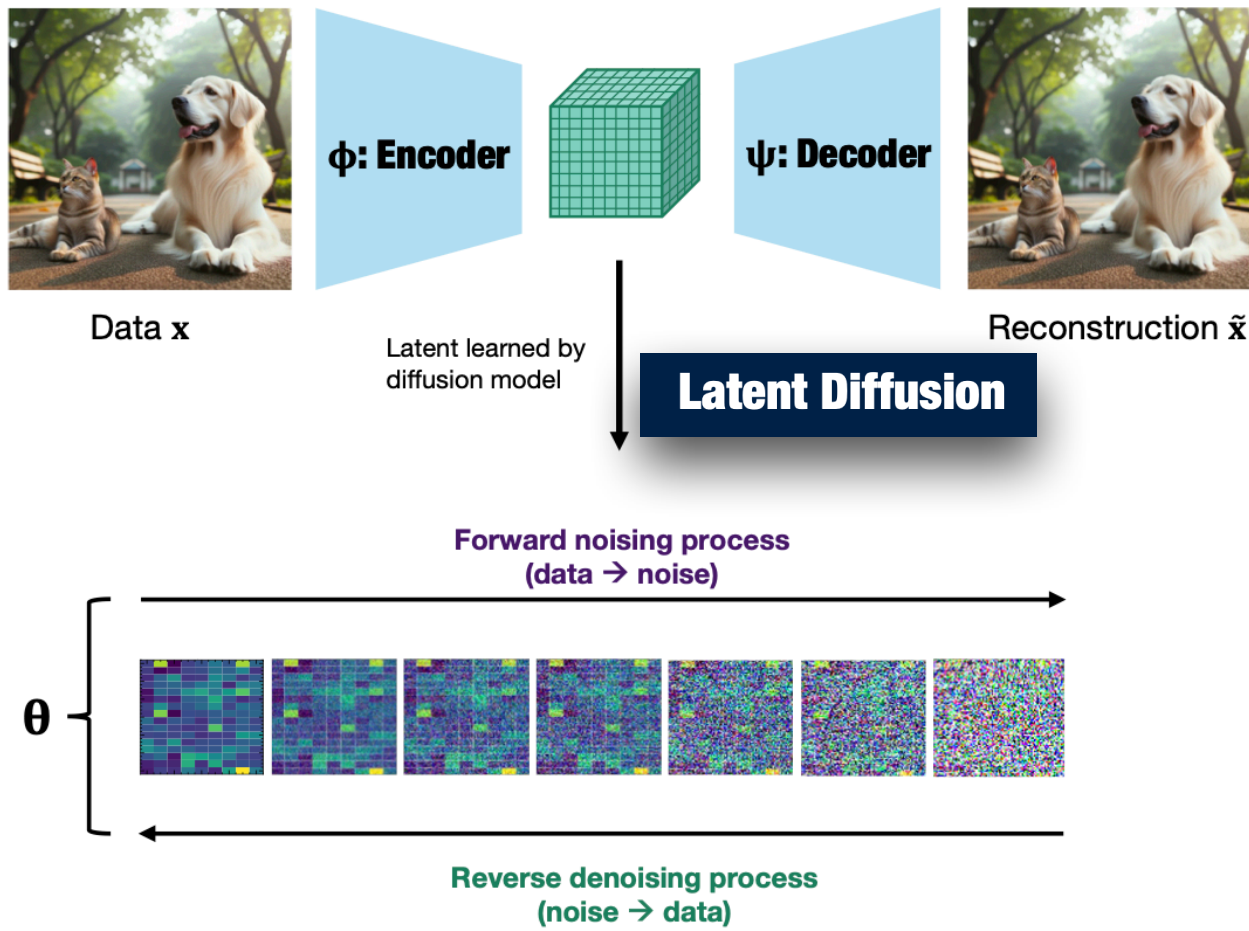 ϕ: Encoder
ψ: Decoder
Data x
Reconstruction x̃
Latent learned by
diffusion model
Latent Diffusion
Forward noising process
(data → noise)
θ
Reverse denoising process
(noise → data)